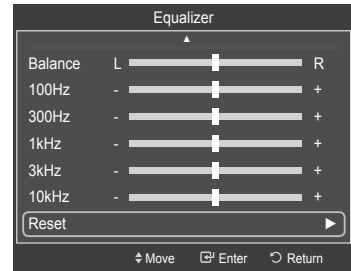 Equalizer
▲
Balance L R
100Hz - +
300Hz - +
1kHz - +
3kHz - +
10kHz - +
Reset ►
Move Enter Return